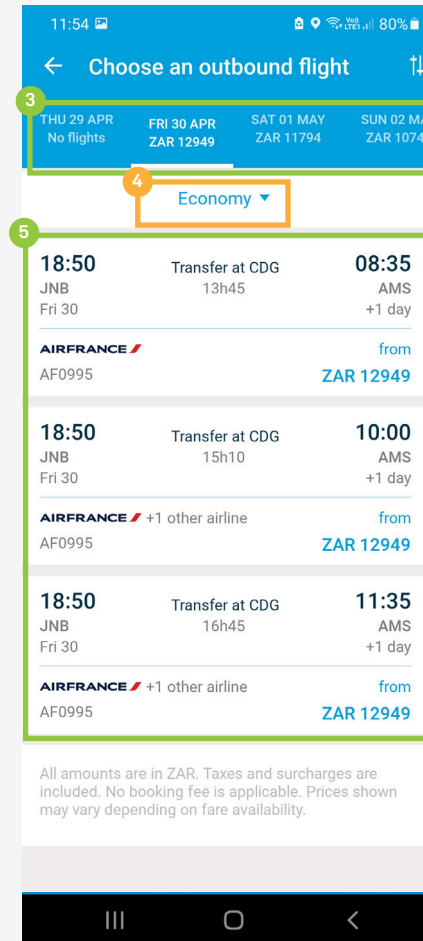 11:54 Vo)) LTE1 80%
Choose an outbound flight
3
THU 29 APR FRI 30 APR SAT 01 MAY SUN 02 MA
No flights ZAR 12949 ZAR 11794 ZAR 1074
4
Economy
5
18:50 Transfer at CDG 08:35
JNB 13h45 AMS
Fri 30 +1 day
AIRFRANCE from
AF0995 ZAR 12949
18:50 Transfer at CDG 10:00
JNB 15h10 AMS
Fri 30 +1 day
AIRFRANCE +1 other airline from
AF0995 ZAR 12949
18:50 Transfer at CDG 11:35
JNB 16h45 AMS
Fri 30 +1 day
AIRFRANCE +1 other airline from
AF0995 ZAR 12949
All amounts are in ZAR. Taxes and surcharges are
included. No booking fee is applicable. Prices shown
may vary depending on fare availability.